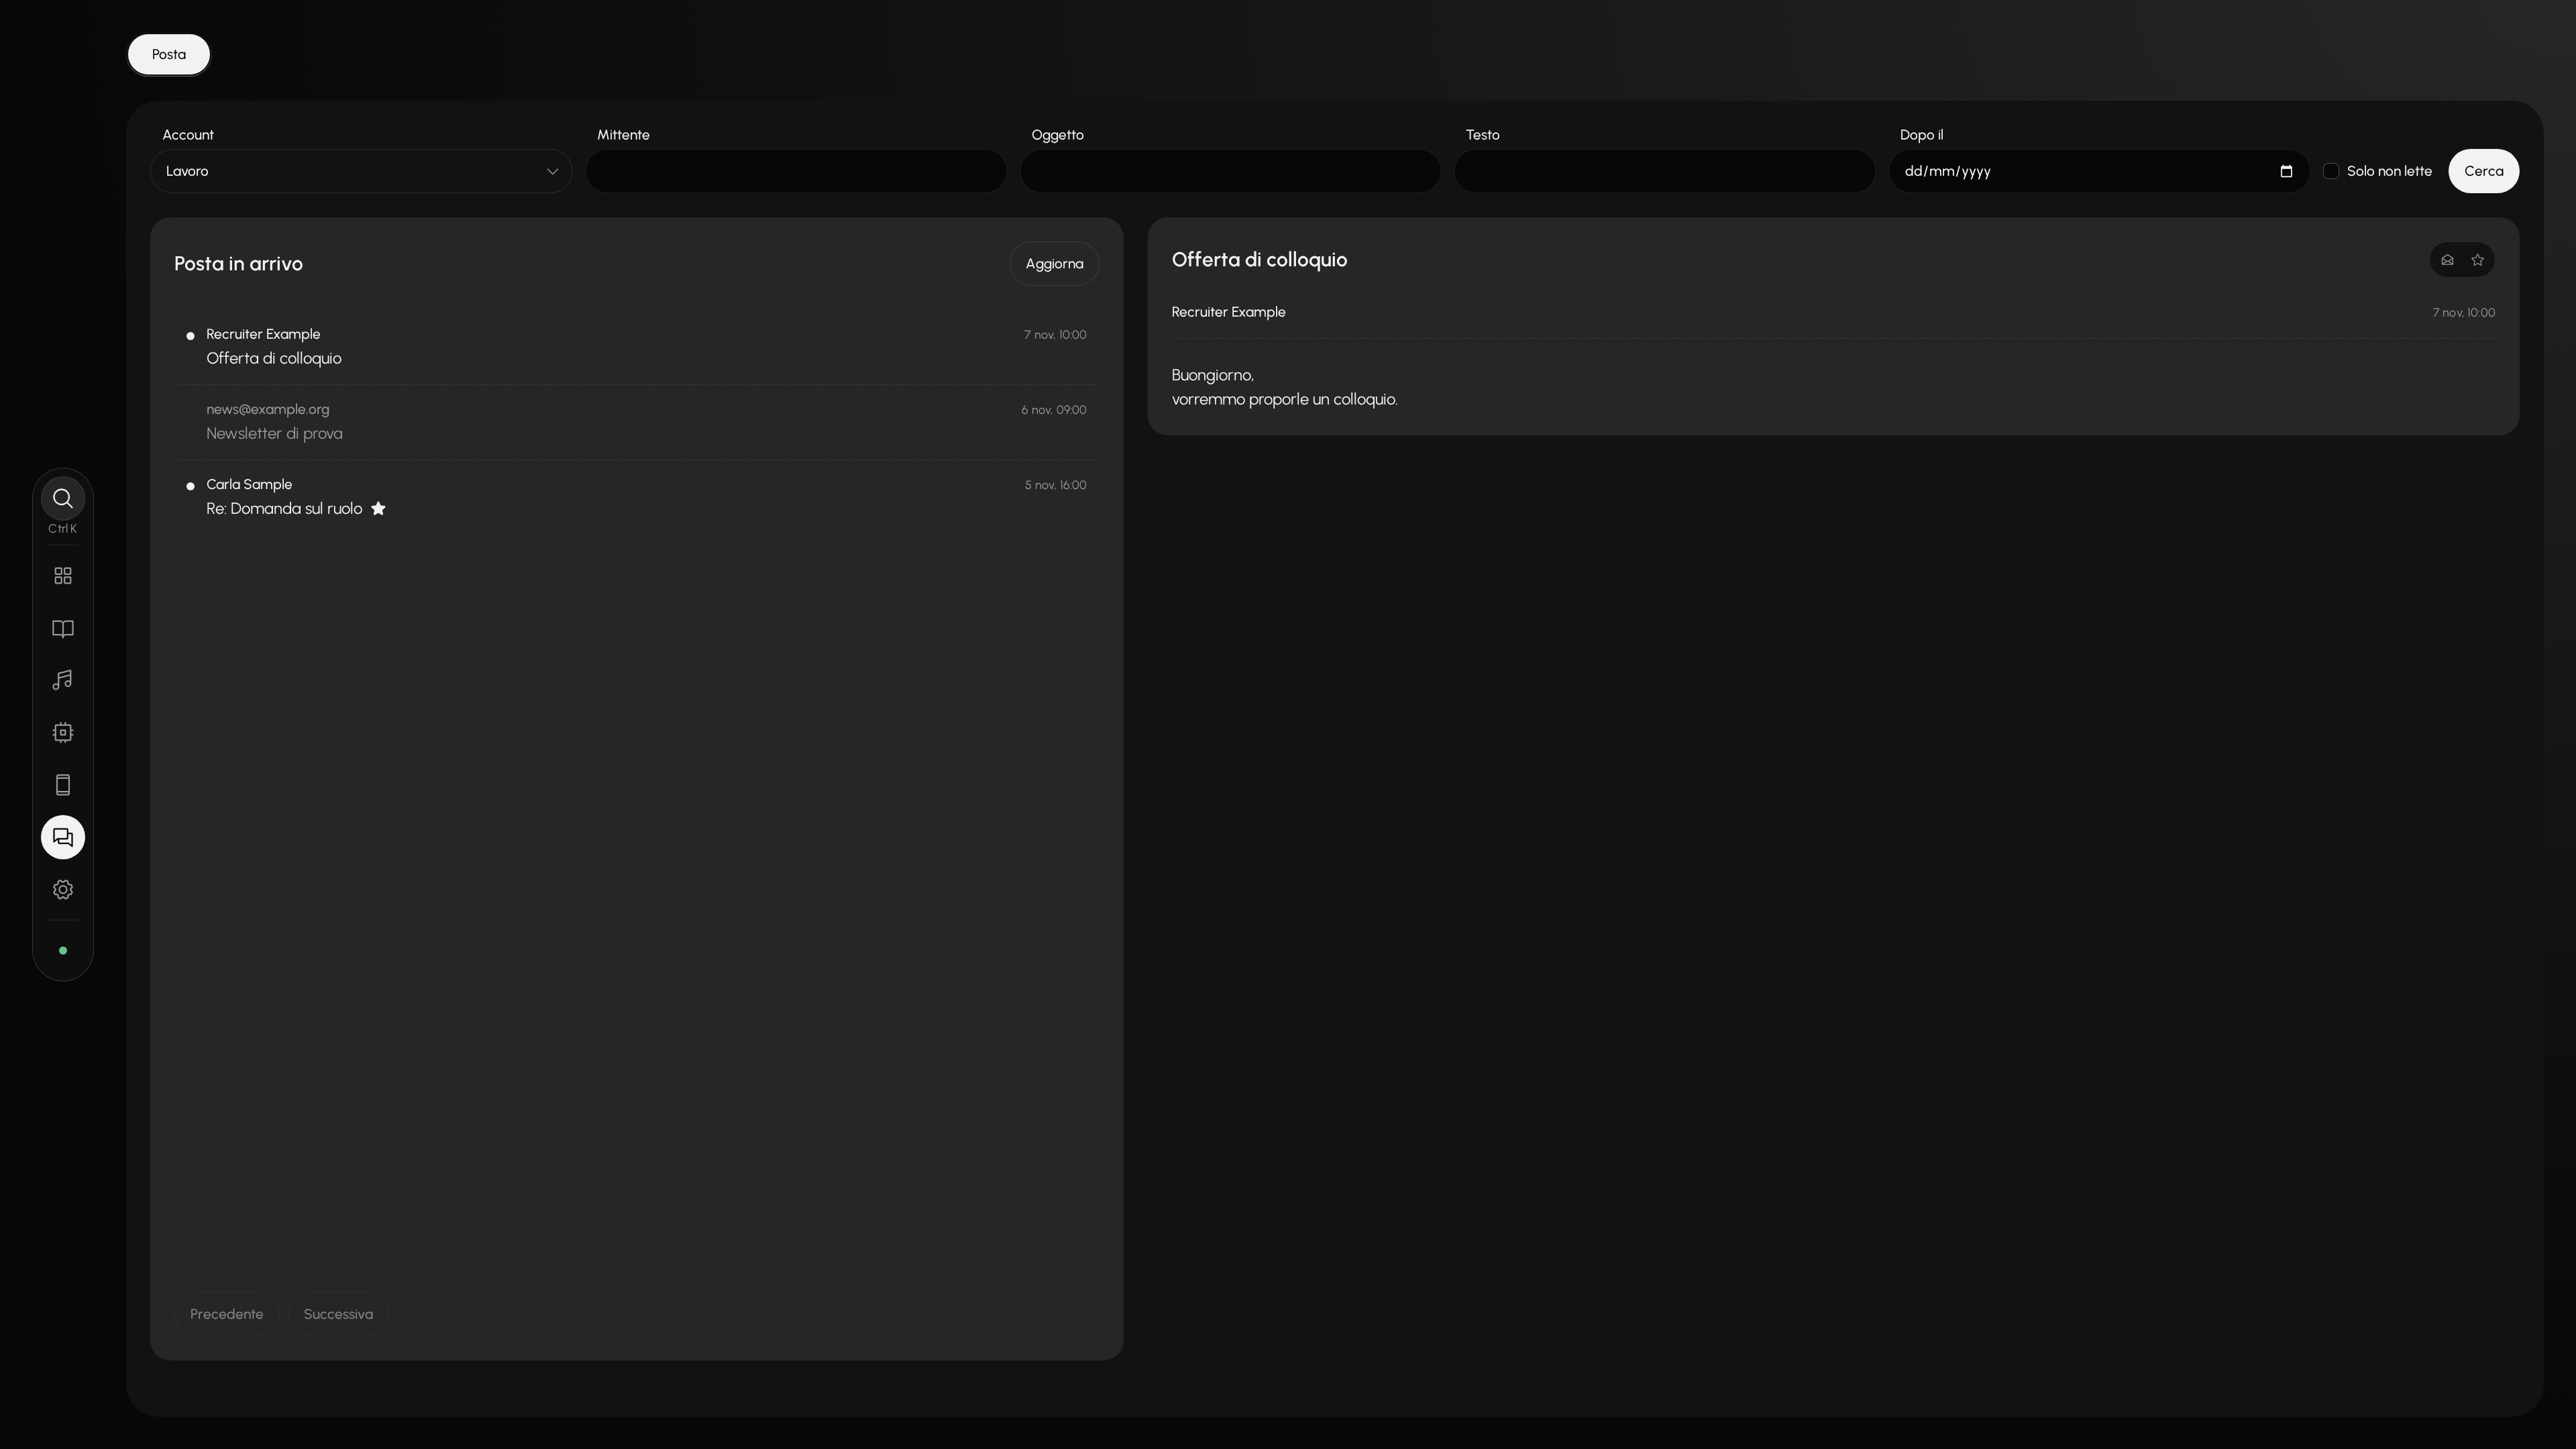 Posta
Account
Mittente
Oggetto
Testo
Dopo il
Lavoro
dd/mm/yyyy
Solo non lette
Cerca
Posta in arrivo
Aggiorna
Recruiter Example
7 nov, 10:00
Offerta di colloquio
news@example.org
6 nov, 09:00
Newsletter di prova
Carla Sample
5 nov, 16:00
Re: Domanda sul ruolo
Precedente
Successiva
Offerta di colloquio
Recruiter Example
7 nov, 10:00
Buongiorno,
vorremmo proporle un colloquio.
Ctrl K